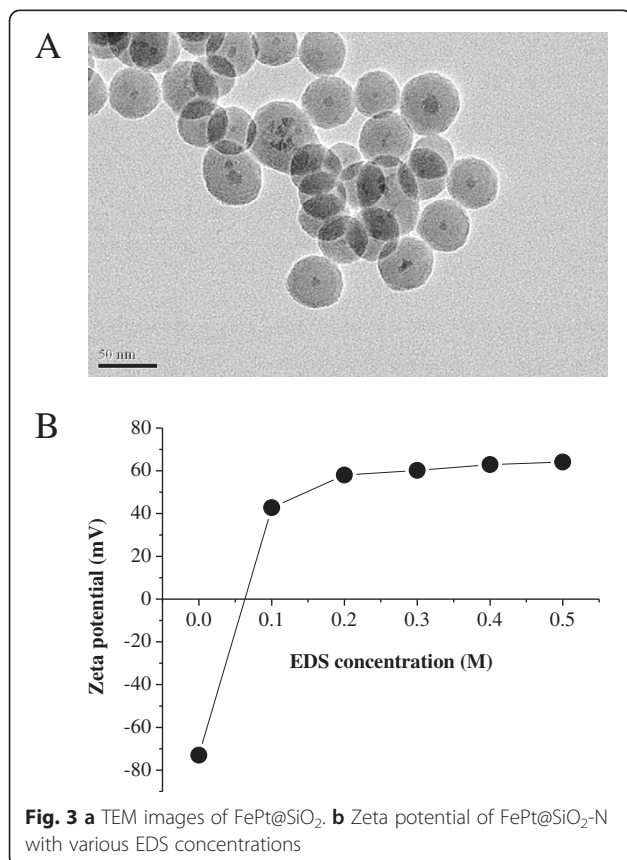 A
50 nm
B
80
60
40
20
0
-20
-40
-60
-80
0.0 0.1 0.2 0.3 0.4 0.5
Zeta potential (mV)
EDS concentration (M)
Fig. 3 a TEM images of FePt@SiO₂. b Zeta potential of FePt@SiO₂-N
with various EDS concentrations